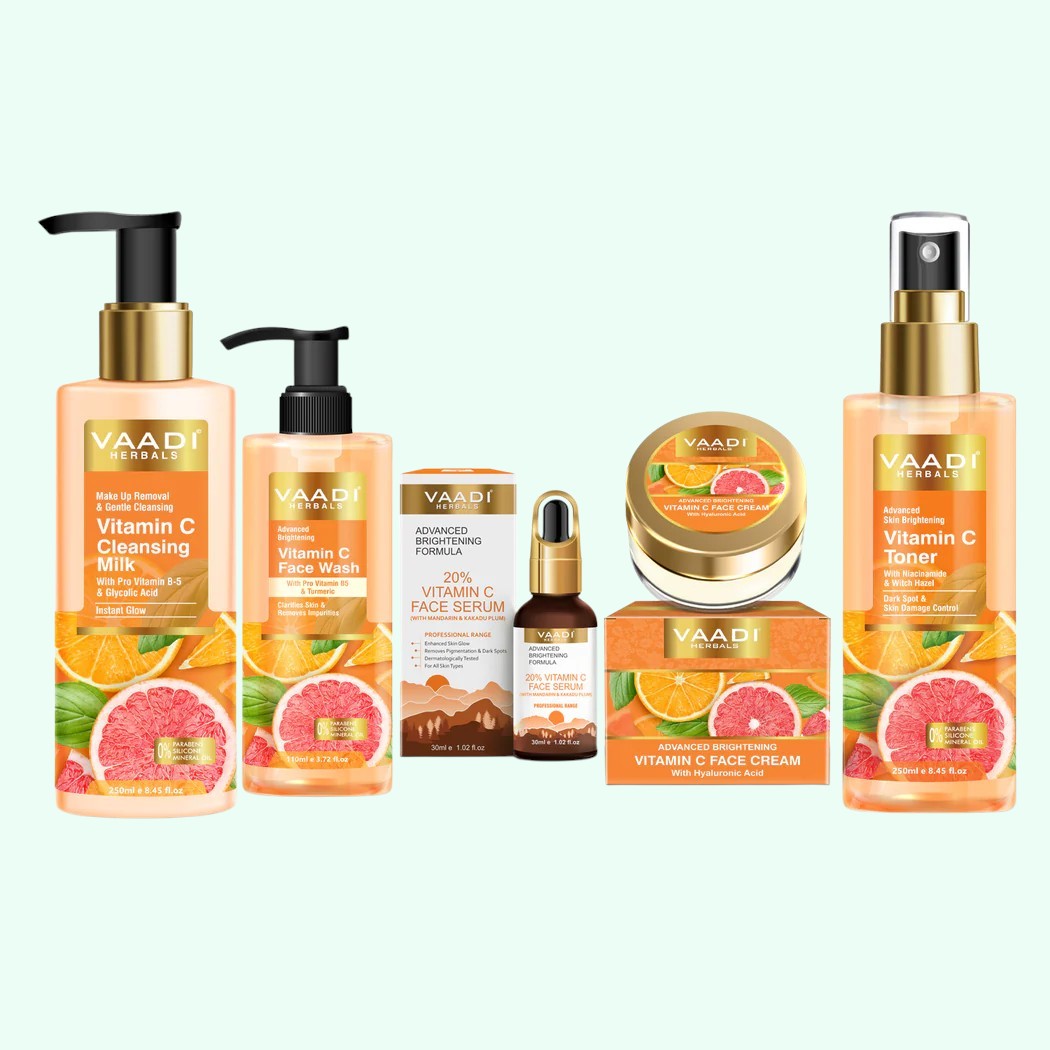 VAADI
HERBALS
Make Up Removal
& Gentle Cleansing
Vitamin C
Cleansing
Milk
With Pro Vitamin B-5
& Glycolic Acid
Instant Glow
0% PARABENS
SILICONE
MINERAL OIL
250ml e 8.45 fl.oz
VAADI
HERBALS
Advanced
Brightening
Vitamin C
Face Wash
With Pro Vitamin B5
& Turmeric
Clarifies Skin &
Removes Impurities
0% PARABENS
SILICONE
MINERAL OIL
110ml e 3.72 fl.oz
VAADI
HERBALS
ADVANCED
BRIGHTENING
FORMULA
20%
VITAMIN C
FACE SERUM
(WITH MANDARIN & KAKADU PLUM)
PROFESSIONAL RANGE
Enhanced Skin Glow
Removes Pigmentation & Dark Spots
Dermatologically Tested
For All Skin Types
30ml e 1.02 fl.oz
VAADI
HERBALS
ADVANCED
BRIGHTENING
FORMULA
20% VITAMIN C
FACE SERUM
(WITH MANDARIN & KAKADU PLUM)
PROFESSIONAL RANGE
30ml e 1.02 fl.oz
VAADI
HERBALS
ADVANCED BRIGHTENING
VITAMIN C FACE CREAM
With Hyaluronic Acid
VAADI
HERBALS
ADVANCED BRIGHTENING
VITAMIN C FACE CREAM
With Hyaluronic Acid
VAADI
HERBALS
Advanced
Skin Brightening
Vitamin C
Toner
With Niacinamide
& Witch Hazel
Dark Spot &
Skin Damage Control
0% PARABENS
SILICONE
MINERAL OIL
250ml e 8.45 fl.oz